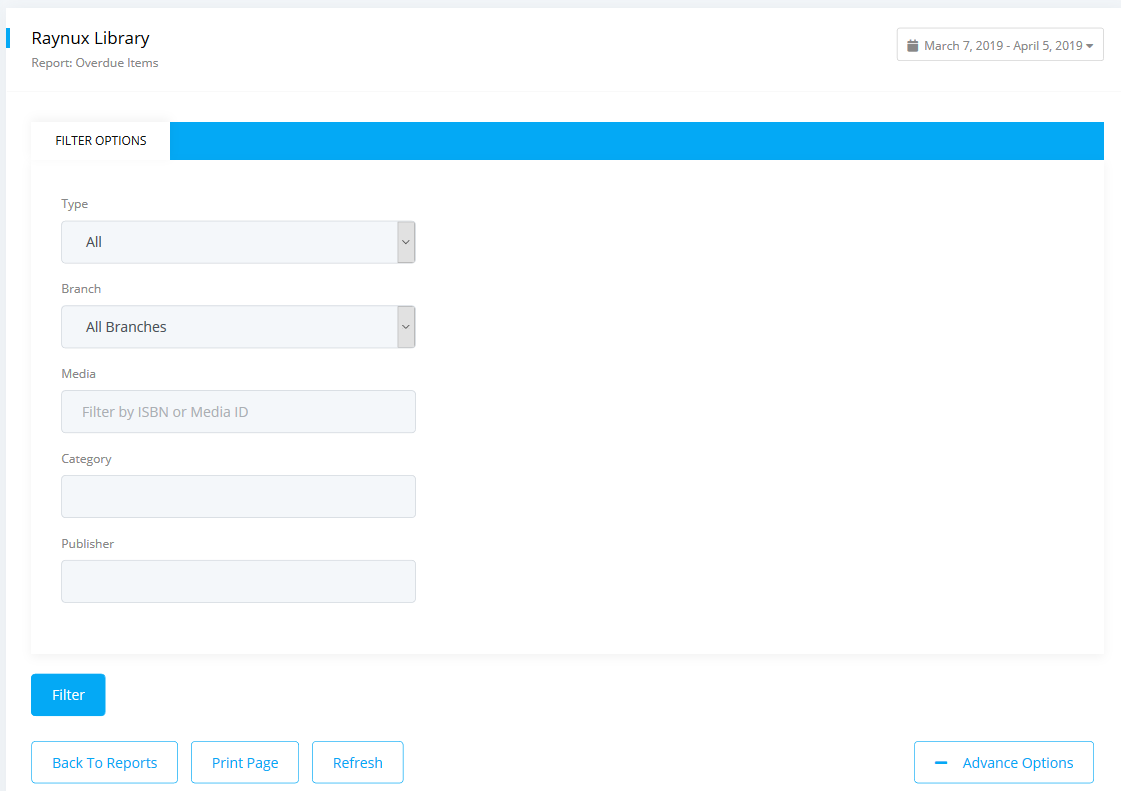 Raynux Library
Report: Overdue Items
March 7, 2019 - April 5, 2019
FILTER OPTIONS
Type
All
Branch
All Branches
Media
Filter by ISBN or Media ID
Category
Publisher
Filter
Back To Reports
Print Page
Refresh
Advance Options